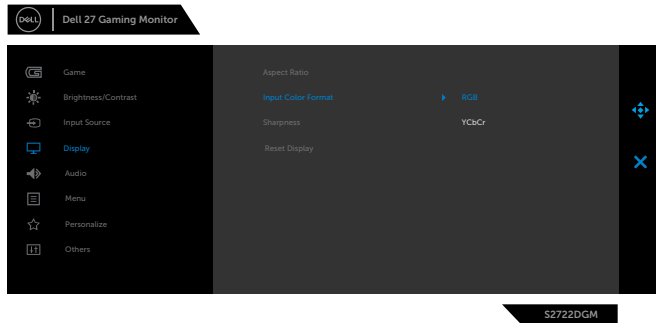 DELL
Dell 27 Gaming Monitor
Game
Aspect Ratio
Brightness/Contrast
Input Color Format
RGB
Input Source
Sharpness
YCbCr
Display
Reset Display
Audio
Menu
Personalize
Others
S2722DGM